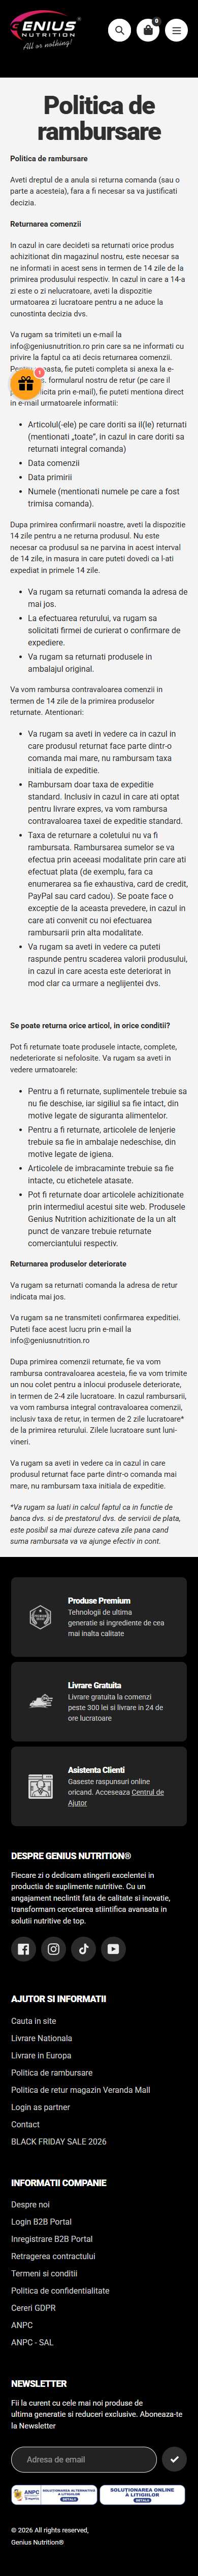 GENIUS
NUTRITION
All or nothing!
0
Politica de
rambursare
Politica de rambursare
Aveti dreptul de a anula si returna comanda (sau o
parte a acesteia), fara a fi necesar sa va justificati
decizia.
Returnarea comenzii
In cazul in care decideti sa returnati orice produs
achizitionat din magazinul nostru, este necesar sa
ne informati in acest sens in termen de 14 zile de la
primirea produsului respectiv. In cazul in care a 14-a
zi este o zi nelucratoare, aveti la dispozitie
urmatoarea zi lucratoare pentru a ne aduce la
cunostinta decizia dvs.
Va rugam sa trimiteti un e-mail la
info@geniusnutrition.ro prin care sa ne informati cu
privire la faptul ca ati decis returnarea comenzii.
fie puteti completa si atasa la e-
formularul nostru de retur (pe care il
prin e-mail), fie puteti mentiona direct
in e-mail urmatoarele informatii:
Articolul(-ele) pe care doriti sa il(le) returnati
(mentionati „toate”, in cazul in care doriti sa
returnati integral comanda)
Data comenzii
Data primirii
Numele (mentionati numele pe care a fost
trimisa comanda).
Dupa primirea confirmarii noastre, aveti la dispozitie
14 zile pentru a ne returna produsul. Nu este
necesar ca produsul sa ne parvina in acest interval
de 14 zile, in masura in care puteti dovedi ca l-ati
expediat in primele 14 zile.
Va rugam sa returnati comanda la adresa de
mai jos.
La efectuarea returului, va rugam sa
solicitati firmei de curierat o confirmare de
expediere.
Va rugam sa returnati produsele in
ambalajul original.
Va vom rambursa contravaloarea comenzii in
termen de 14 zile de la primirea produselor
returnate. Atentionari:
Va rugam sa aveti in vedere ca in cazul in
care produsul returnat face parte dintr-o
comanda mai mare, nu rambursam taxa
initiala de expeditie.
Rambursam doar taxa de expeditie
standard. Inclusiv in cazul in care ati optat
pentru livrare expres, va vom rambursa
contravaloarea taxei de expeditie standard.
Taxa de returnare a coletului nu va fi
rambursata. Rambursarea sumelor se va
efectua prin aceeasi modalitate prin care ati
efectuat plata (de exemplu, fara ca
enumerarea sa fie exhaustiva, card de credit,
PayPal sau card cadou). Se poate face o
exceptie de la aceasta prevedere, in cazul in
care ati convenit cu noi efectuarea
rambursarii prin alta modalitate.
Va rugam sa aveti in vedere ca puteti
raspunde pentru scaderea valorii produsului,
in cazul in care acesta este deteriorat in
mod clar ca urmare a neglijentei dvs.
Se poate returna orice articol, in orice conditii?
Pot fi returnate toate produsele intacte, complete,
nedeteriorate si nefolosite. Va rugam sa aveti in
vedere urmatoarele:
Pentru a fi returnate, suplimentele trebuie sa
nu fie deschise, iar sigiliul sa fie intact, din
motive legate de siguranta alimentelor.
Pentru a fi returnate, articolele de lenjerie
trebuie sa fie in ambalaje nedeschise, din
motive legate de igiena.
Articolele de imbracaminte trebuie sa fie
intacte, cu etichetele atasate.
Pot fi returnate doar articolele achizitionate
prin intermediul acestui site web. Produsele
Genius Nutrition achizitionate de la un alt
punct de vanzare trebuie returnate
comerciantului respectiv.
Returnarea produselor deteriorate
Va rugam sa returnati comanda la adresa de retur
indicata mai jos.
Va rugam sa ne transmiteti confirmarea expeditiei.
Puteti face acest lucru prin e-mail la
info@geniusnutrition.ro
Dupa primirea comenzii returnate, fie va vom
rambursa contravaloarea acesteia, fie va vom trimite
un nou colet pentru a inlocui produsele deteriorate,
in termen de 2-4 zile lucratoare. In cazul rambursarii,
va vom rambursa integral contravaloarea comenzii,
inclusiv taxa de retur, in termen de 2 zile lucratoare*
de la primirea returului. Zilele lucratoare sunt luni-
vineri.
Va rugam sa aveti in vedere ca in cazul in care
produsul returnat face parte dintr-o comanda mai
mare, nu rambursam taxa initiala de expeditie.
*Va rugam sa luati in calcul faptul ca in functie de
banca dvs. si de prestatorul dvs. de servicii de plata,
este posibil sa mai dureze cateva zile pana cand
suma rambursata va va ajunge efectiv in cont.
Produse Premium
Tehnologii de ultima
generatie si ingrediente de cea
mai inalta calitate
Livrare Gratuita
Livrare gratuita la comenzi
peste 300 lei si livrare in 24 de
ore lucratoare
Asistenta Clienti
Gaseste raspunsuri online
oricand. Acceseaza Centrul de
Ajutor
DESPRE GENIUS NUTRITION®
Fiecare zi o dedicam atingerii excelentei in
productia de suplimente nutritive. Cu un
angajament neclintit fata de calitate si inovatie,
transformam cercetarea stiintifica avansata in
solutii nutritive de top.
AJUTOR SI INFORMATII
Cauta in site
Livrare Nationala
Livrare in Europa
Politica de rambursare
Politica de retur magazin Veranda Mall
Login as partner
Contact
BLACK FRIDAY SALE 2026
INFORMATII COMPANIE
Despre noi
Login B2B Portal
Inregistrare B2B Portal
Retragerea contractului
Termeni si conditii
Politica de confidentialitate
Cereri GDPR
ANPC
ANPC - SAL
NEWSLETTER
Fii la curent cu cele mai noi produse de
ultima generatie si reduceri exclusive. Aboneaza-te
la Newsletter
Adresa de email
ANPC
SOLUȚIONAREA ALTERNATIVĂ
A LITIGIILOR
DETALII
SOLUȚIONAREA ONLINE
A LITIGIILOR
DETALII
© 2026 All rights reserved,
Genius Nutrition®